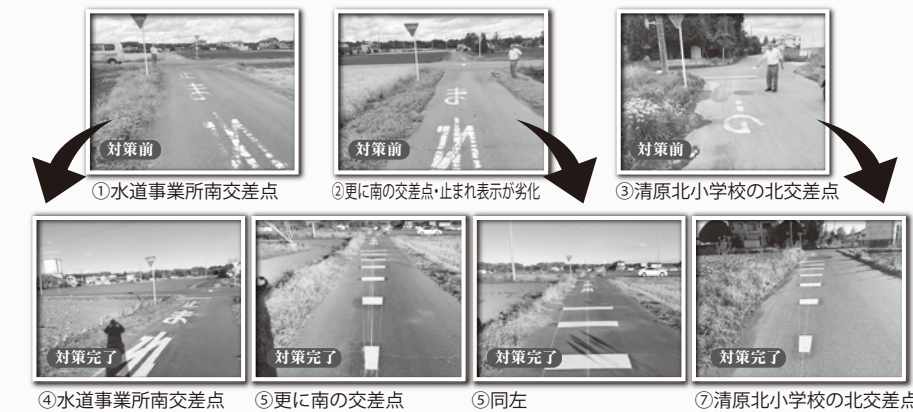 対策前
対策前
対策前
①水道事業所南交差点
②更に南の交差点・止まれ表示が劣化
③清原北小学校の北交差点
対策完了
対策完了
対策完了
対策完了
④水道事業所南交差点
⑤更に南の交差点
⑤同左
⑦清原北小学校の北交差点